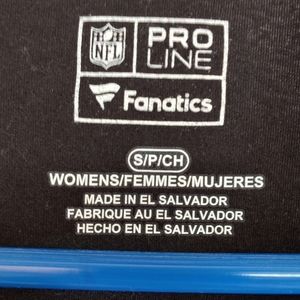 NFL
PRO
LINE
Fanatics
S/P/CH
WOMENS/FEMMES/MUJERES
MADE IN EL SALVADOR
FABRIQUE AU EL SALVADOR
HECHO EN EL SALVADOR